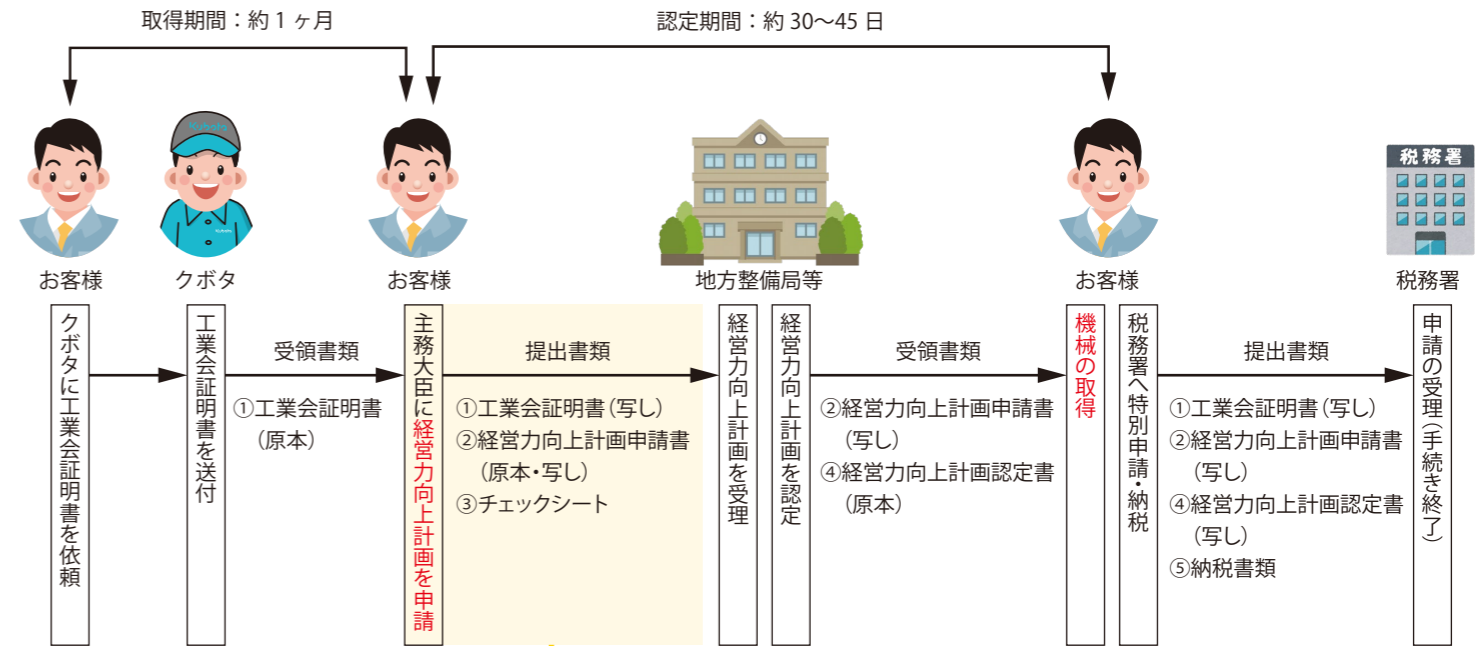 取得期間：約1ヶ月
認定期間：約30～45日
Kubota
Kubota
税務署
お客様
クボタ
お客様
地方整備局等
お客様
税務署
クボタに工業会証明書を依頼
工業会証明書を送付
受領書類
①工業会証明書
（原本）
主務大臣に経営力向上計画を申請
提出書類
①工業会証明書（写し）
②経営力向上計画申請書
（原本・写し）
③チェックシート
経営力向上計画を受理
経営力向上計画を認定
受領書類
②経営力向上計画申請書
（写し）
④経営力向上計画認定書
（原本）
機械の取得
税務署へ特別申請・納税
提出書類
①工業会証明書（写し）
②経営力向上計画申請書
（写し）
④経営力向上計画認定書
（写し）
⑤納税書類
申請の受理（手続き終了）